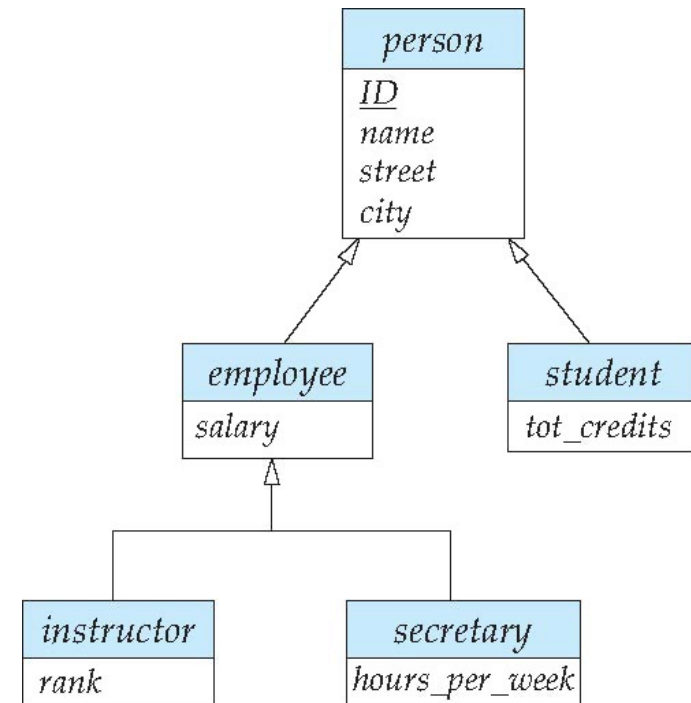 person
ID
name
street
city
employee
salary
student
tot_credits
instructor
rank
secretary
hours_per_week